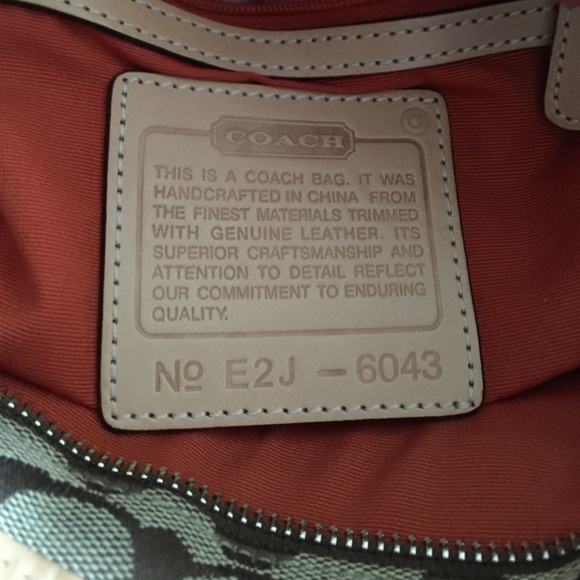 COACH
©
THIS IS A COACH BAG. IT WAS
HANDCRAFTED IN CHINA FROM
THE FINEST MATERIALS TRIMMED
WITH GENUINE LEATHER. ITS
SUPERIOR CRAFTSMANSHIP AND
ATTENTION TO DETAIL REFLECT
OUR COMMITMENT TO ENDURING
QUALITY.
Nº E2J – 6043